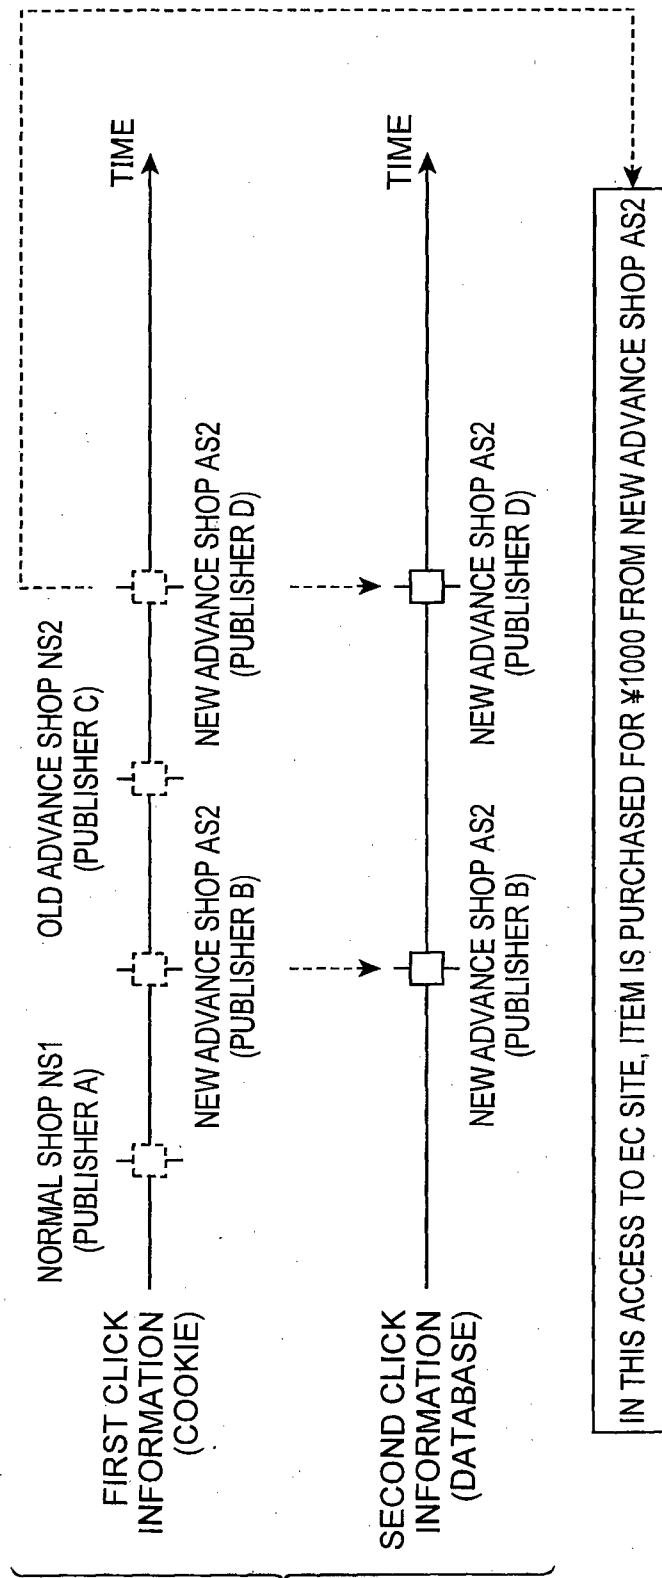 FIRST CLICK
INFORMATION
(COOKIE)
NORMAL SHOP NS1
(PUBLISHER A)
NEW ADVANCE SHOP AS2
(PUBLISHER B)
OLD ADVANCE SHOP NS2
(PUBLISHER C)
NEW ADVANCE SHOP AS2
(PUBLISHER D)
TIME
SECOND CLICK
INFORMATION
(DATABASE)
NEW ADVANCE SHOP AS2
(PUBLISHER B)
NEW ADVANCE SHOP AS2
(PUBLISHER D)
TIME
IN THIS ACCESS TO EC SITE, ITEM IS PURCHASED FOR ¥1000 FROM NEW ADVANCE SHOP AS2